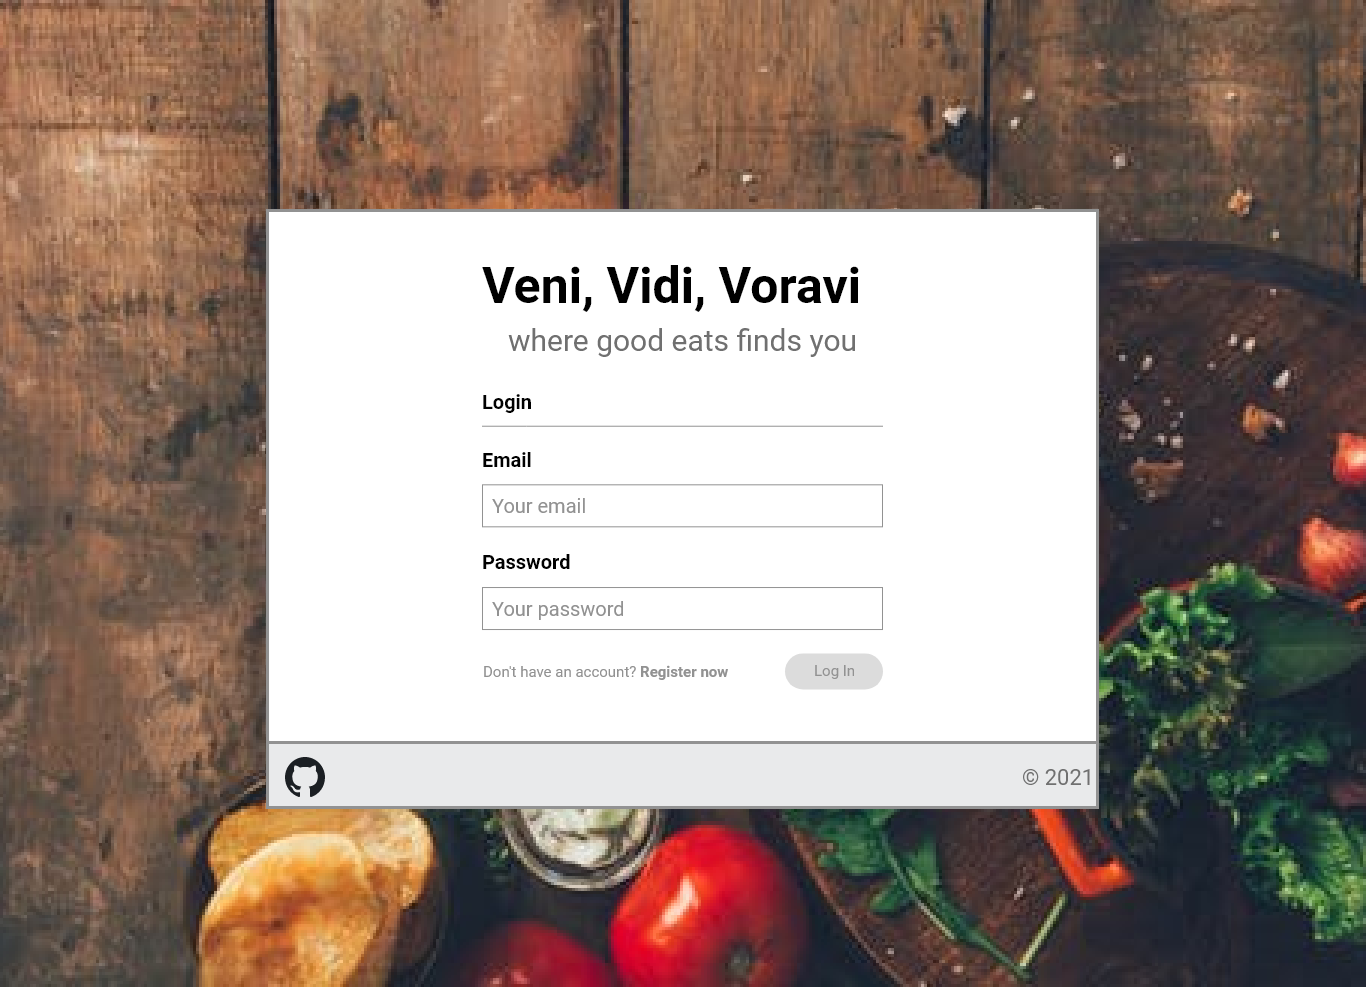 Veni, Vidi, Voravi
where good eats finds you
Login
Email
Your email
Password
Your password
Don't have an account? Register now
Log In
© 2021